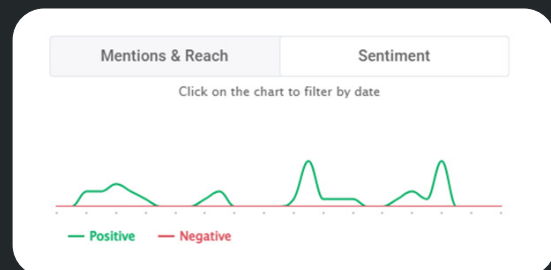 Mentions & Reach
Sentiment
Click on the chart to filter by date
Positive
Negative